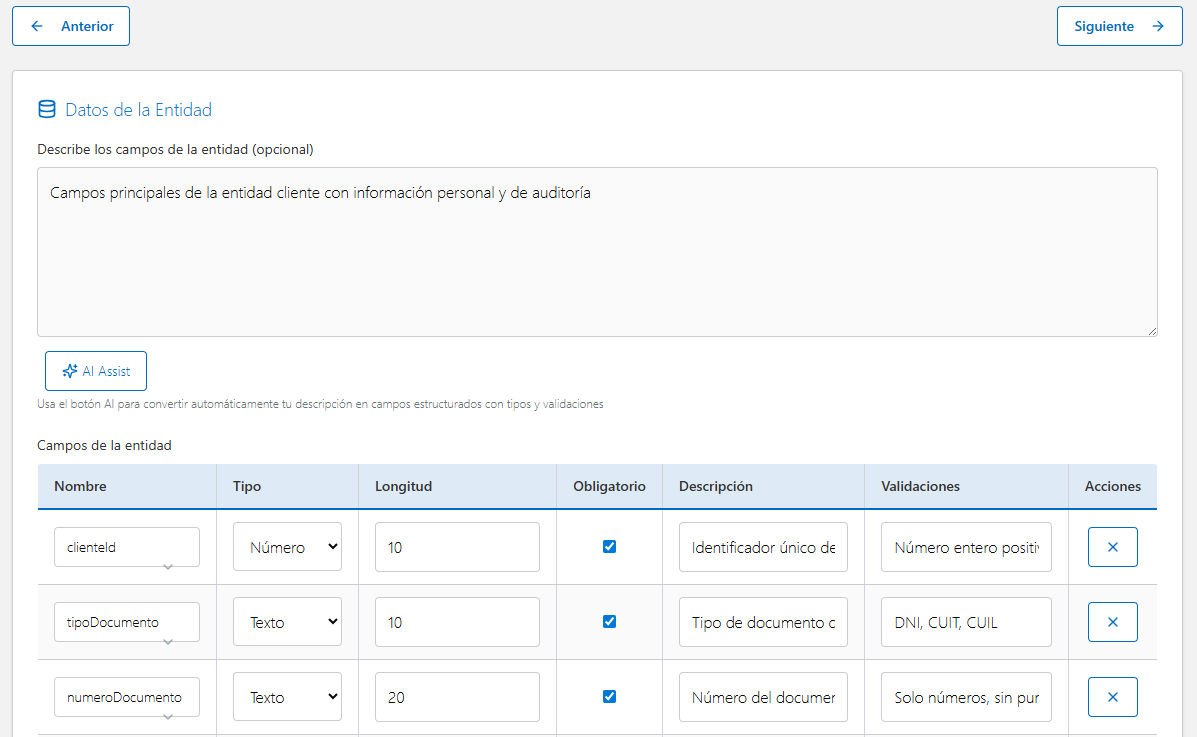 Anterior
Siguiente
Datos de la Entidad
Describe los campos de la entidad (opcional)
Campos principales de la entidad cliente con información personal y de auditoría
AI Assist
Usa el botón AI para convertir automáticamente tu descripción en campos estructurados con tipos y validaciones
Campos de la entidad
Nombre Tipo Longitud Obligatorio Descripción Validaciones Acciones
clienteId Número 10 Identificador único de Número entero positiv
tipoDocumento Texto 10 Tipo de documento d DNI, CUIT, CUIL
numeroDocumento Texto 20 Número del documen Solo números, sin pun